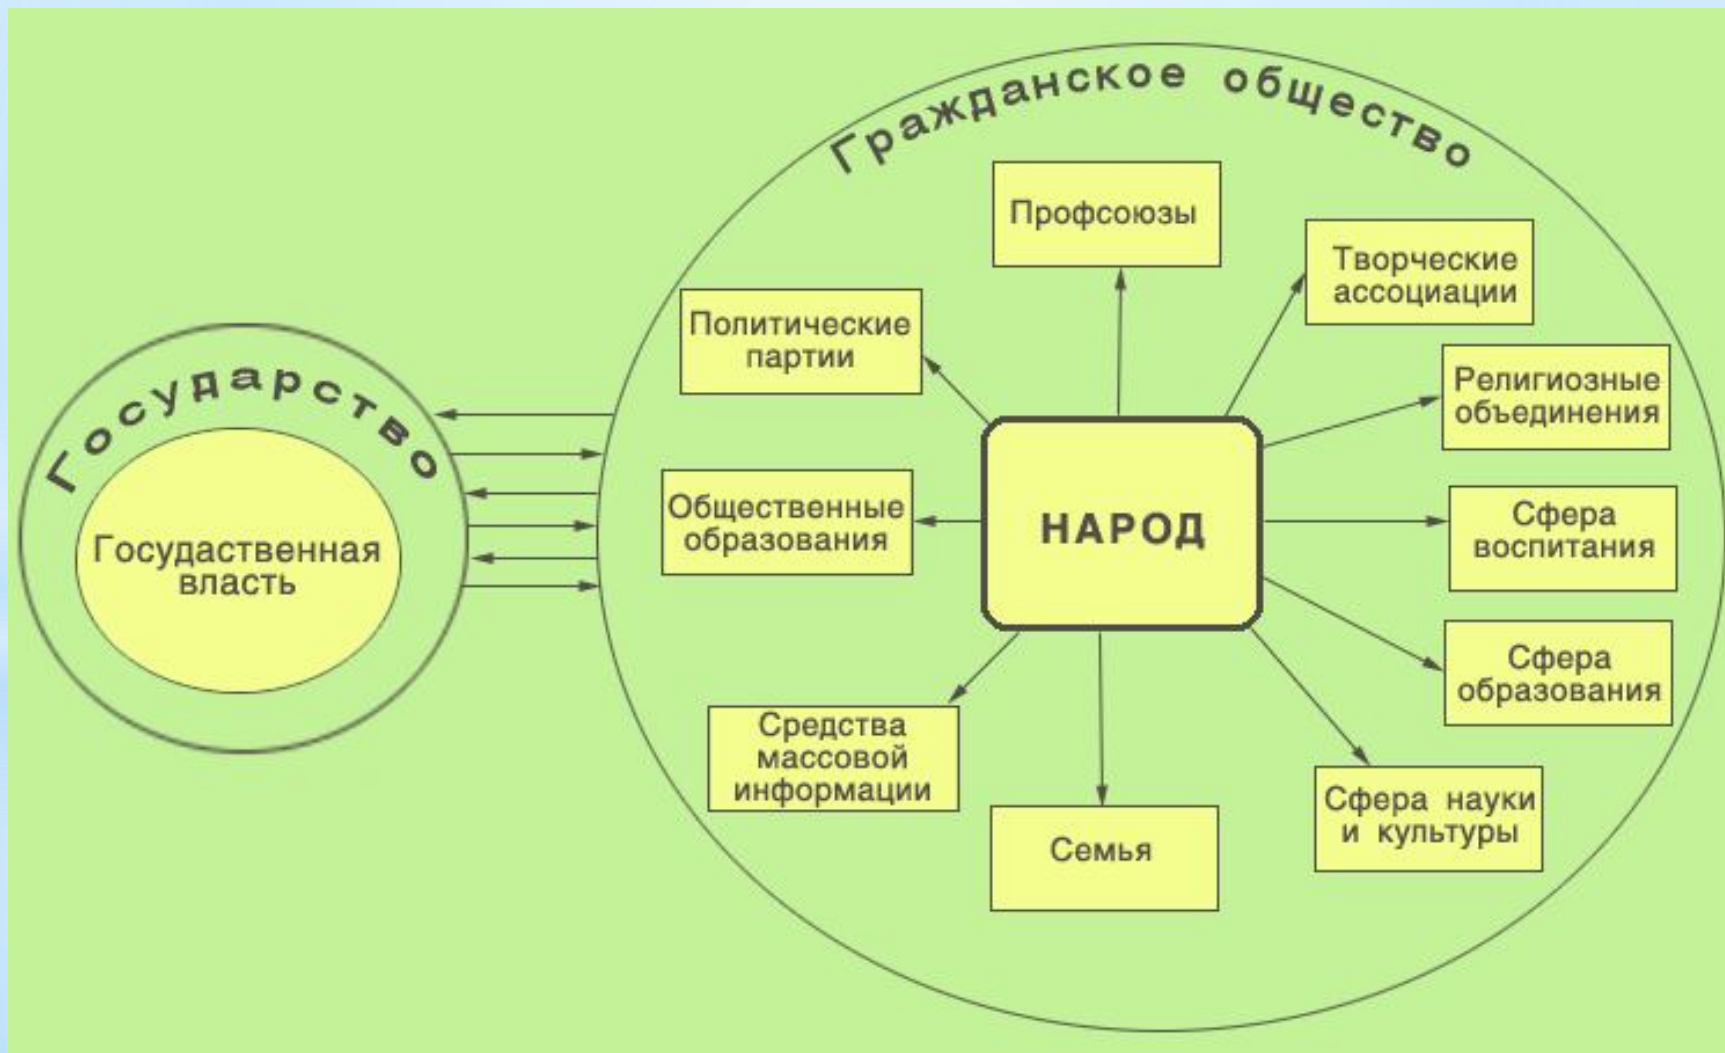 Гражданское общество
Профсоюзы
Творческие
ассоциации
Политические
партии
Религиозные
объединения
Государство
Госудаственная
власть
Общественные
образования
НАРОД
Сфера
воспитания
Сфера
образования
Средства
массовой
информации
Семья
Сфера науки
и культуры